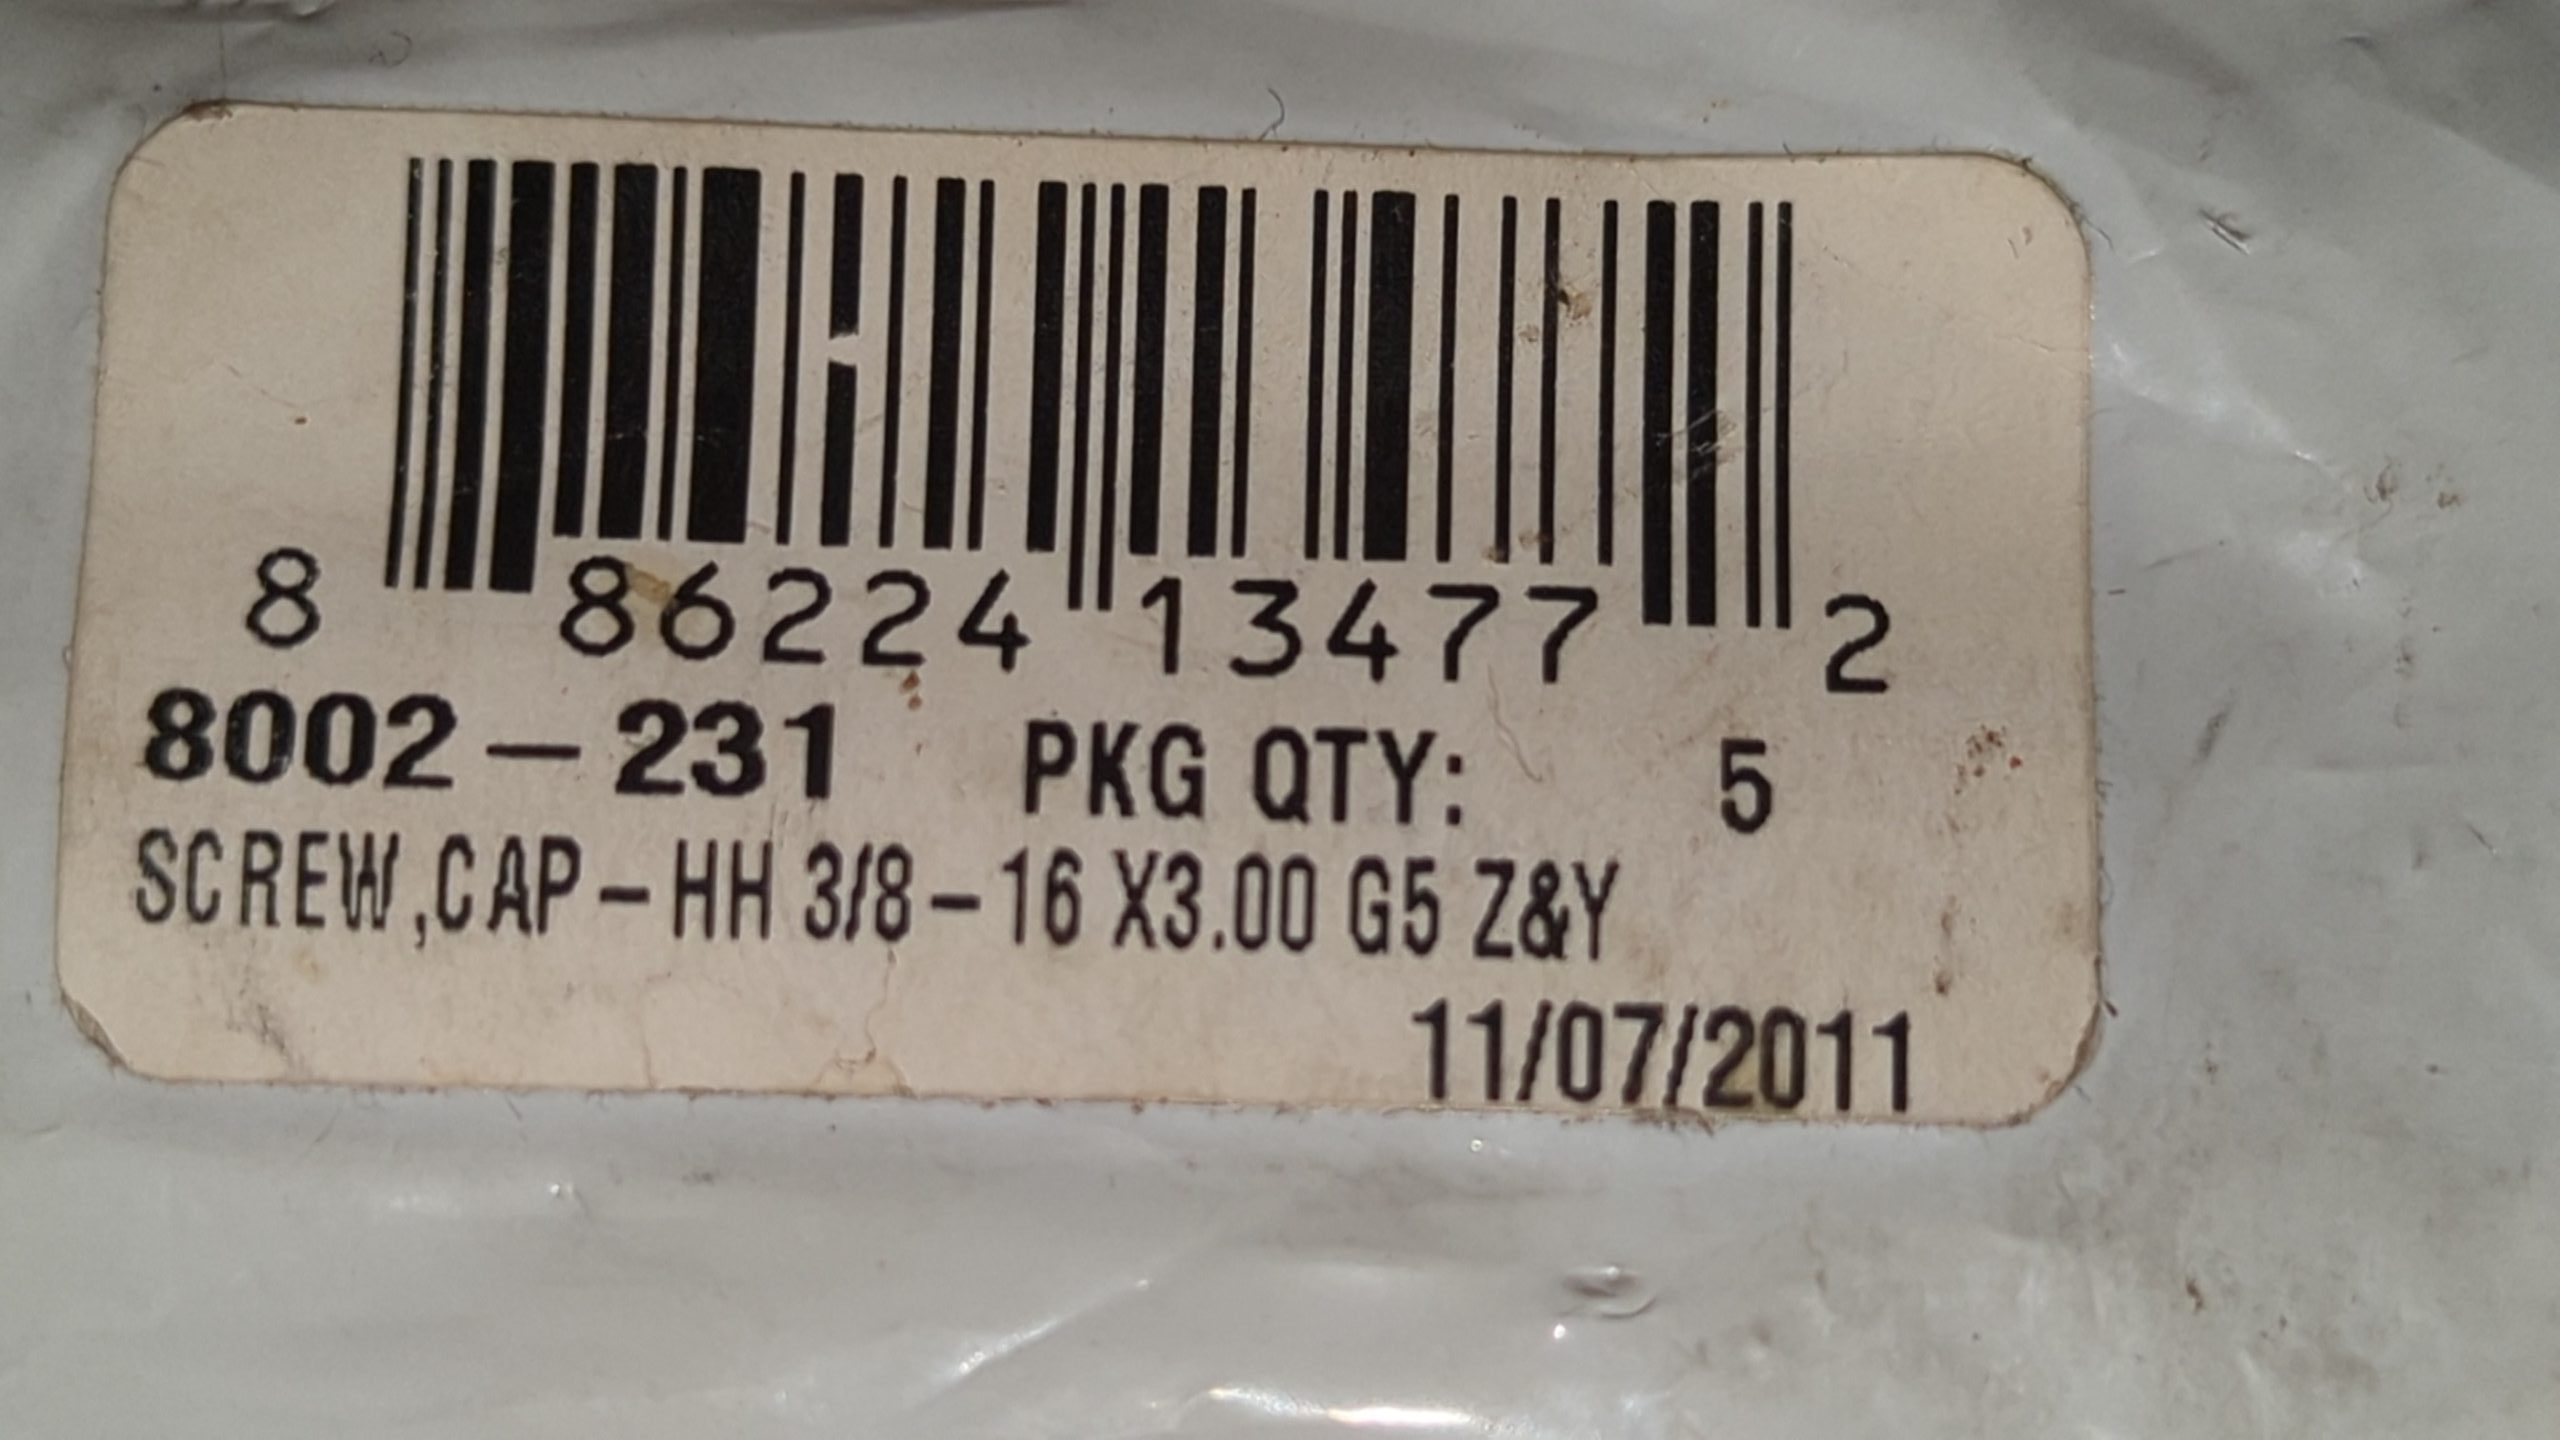 8 86224 13477 2
8002-231 PKG QTY: 5
SCREW,CAP-HH 3/8-16 X3.00 G5 Z&Y
11/07/2011